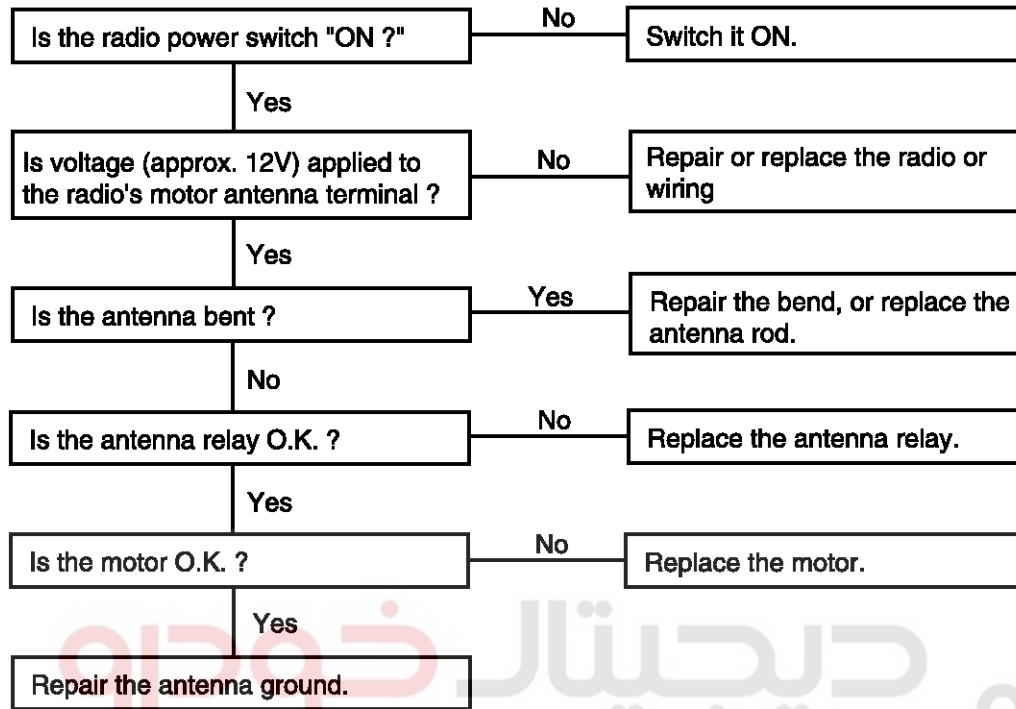 Is the radio power switch "ON ?"
No
Switch it ON.
Yes
Is voltage (approx. 12V) applied to
the radio's motor antenna terminal ?
No
Repair or replace the radio or
wiring
Yes
Is the antenna bent ?
Yes
Repair the bend, or replace the
antenna rod.
No
Is the antenna relay O.K. ?
No
Replace the antenna relay.
Yes
Is the motor O.K. ?
No
Replace the motor.
Yes
Repair the antenna ground.
دیجیتال خودرو